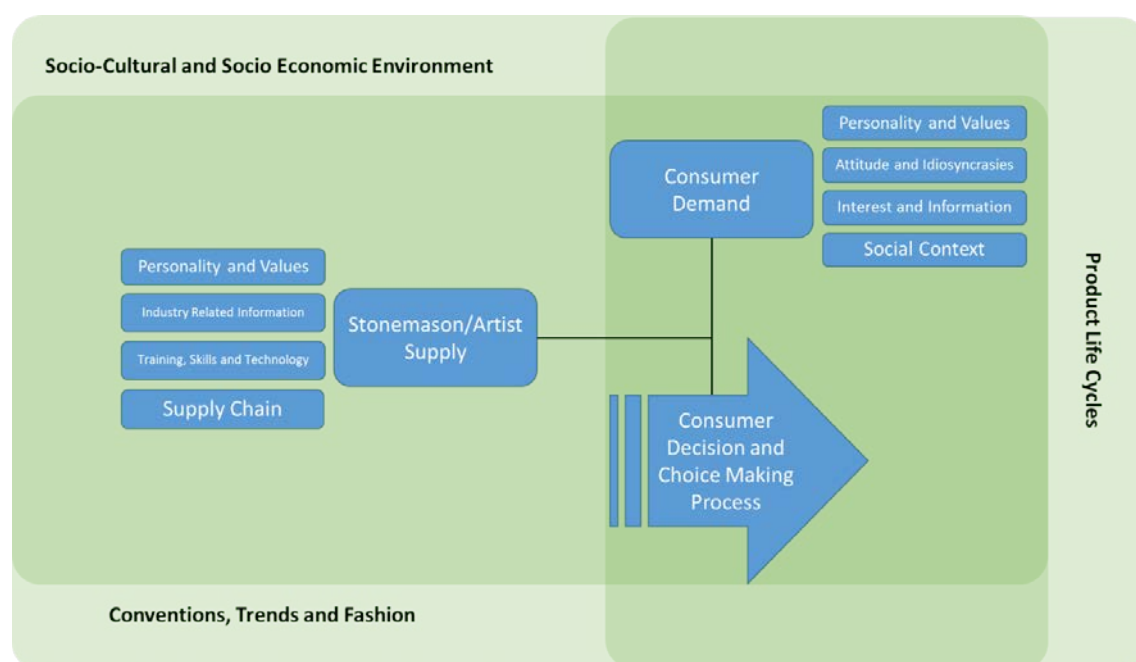 Socio-Cultural and Socio Economic Environment
Personality and Values
Attitude and Idiosyncrasies
Interest and Information
Social Context
Consumer
Demand
Personality and Values
Industry Related Information
Training, Skills and Technology
Supply Chain
Stonemason/Artist
Supply
Consumer
Decision and
Choice Making
Process
Product Life Cycles
Conventions, Trends and Fashion